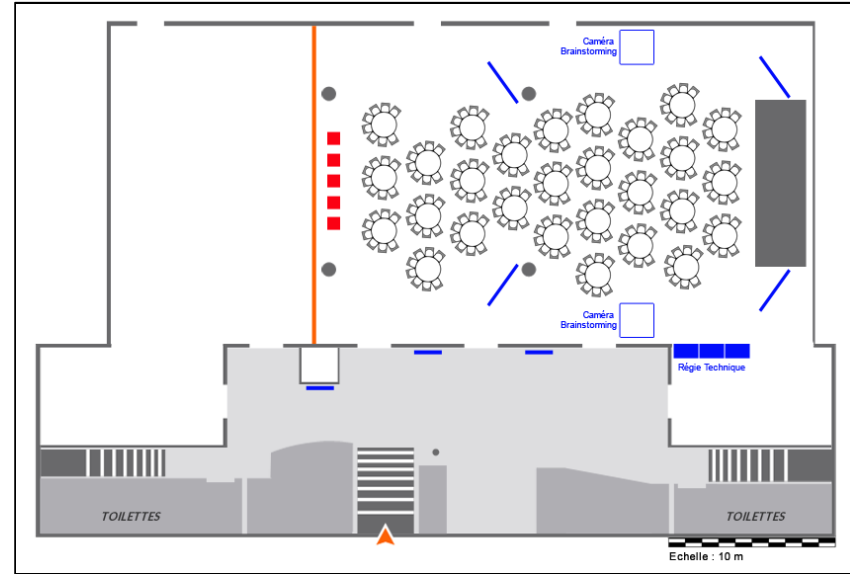 Caméra
Brainstorming
Caméra
Brainstorming
Régie Technique
TOILETTES
TOILETTES
Echelle : 10 m